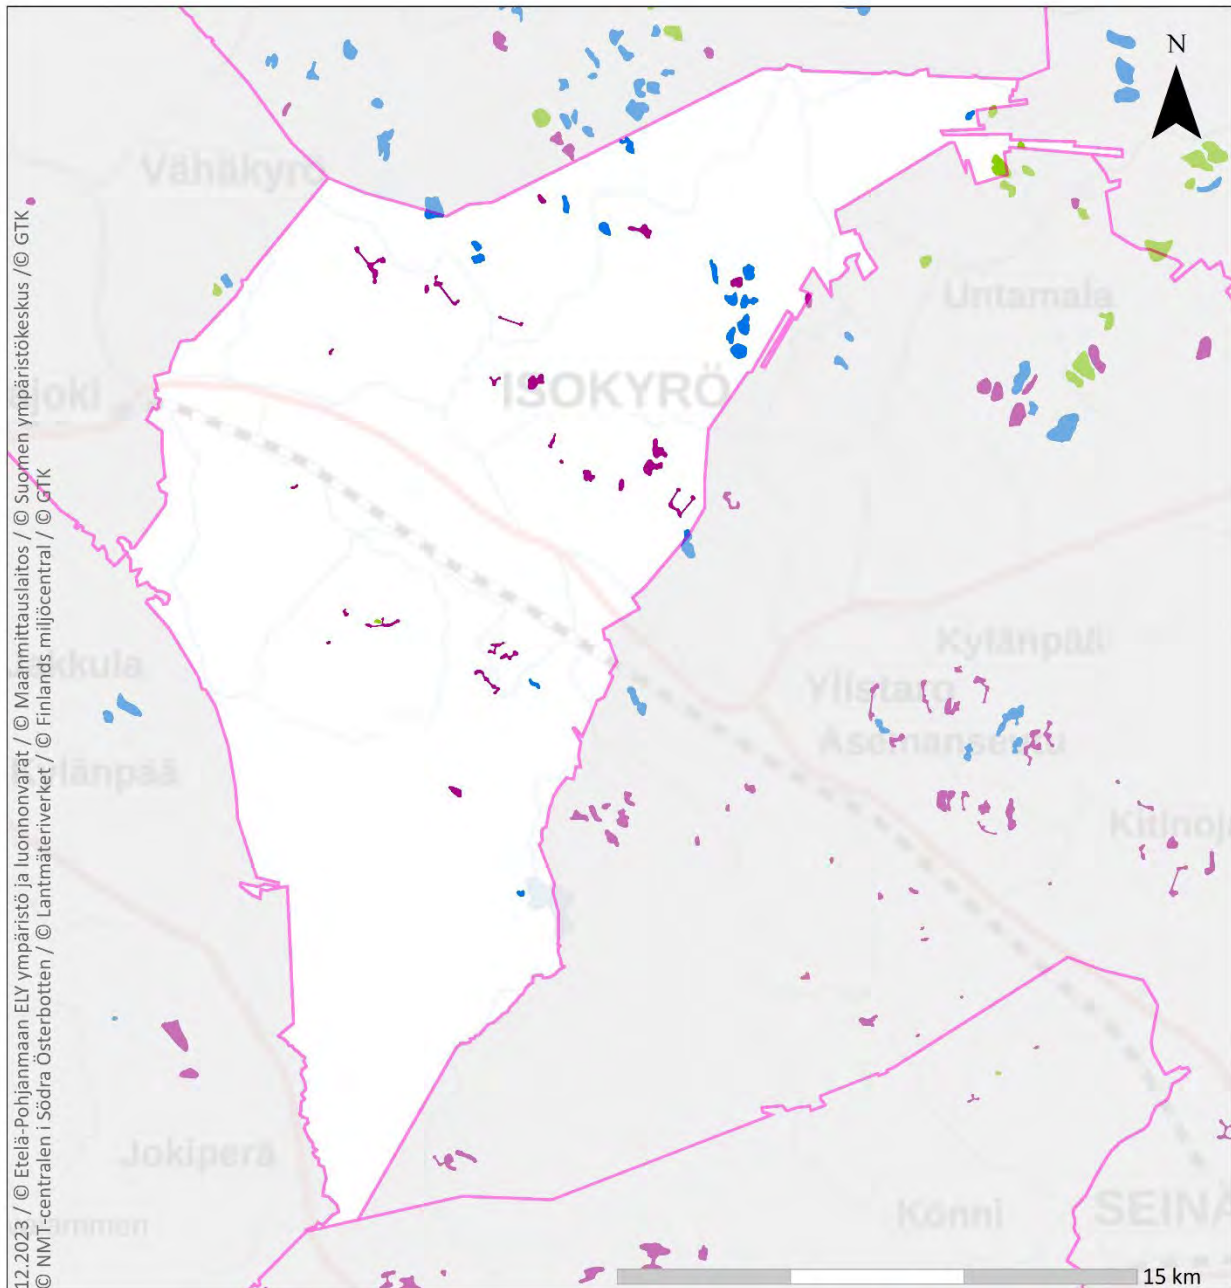 N
Vähäkyrö
Untamala
ISOKYRÖ
Kylänpää
Ylistaro
Asemanseutu
Jokiperä
Könni
15 km
12.2023 / © Etelä-Pohjanmaan ELY ympäristö ja luonnonvarat / © Maanmittauslaitos / © Suomen ympäristökeskus /© GTK
© NMT-centralen i Södra Österbotten / © Lantmäteriverket / © Finlands miljöcentral / © GTK